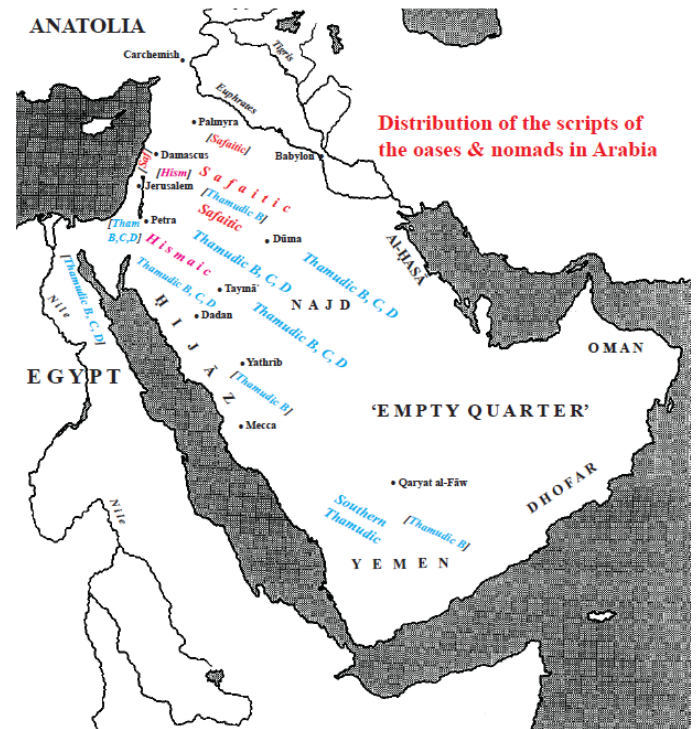 ANATOLIA
Carchemish
Tigris
Euphrates
Palmyra
[Safaitic]
Distribution of the scripts of
the oases & nomads in Arabia
[Saf]
Damascus
Babylon
[Hism]
Safaitic
Jerusalem
[Thamudic B]
Safaitic
[Tham
B,C,D]
Petra
Hismaic
Dūma
AL-ḤASĀ
Thamudic B, C, D
Thamudic B, C, D
Thamudic B, C, D
[Thamudic B, C, D]
Nile
Taymāʾ
NAJD
Dadan
Thamudic B, C, D
HIJĀZ
OMAN
Yathrib
EGYPT
[Thamudic B]
‘EMPTY QUARTER’
Mecca
Qaryat al-Fāw
DHOFAR
Nile
Southern
Thamudic
[Thamudic B]
YEMEN